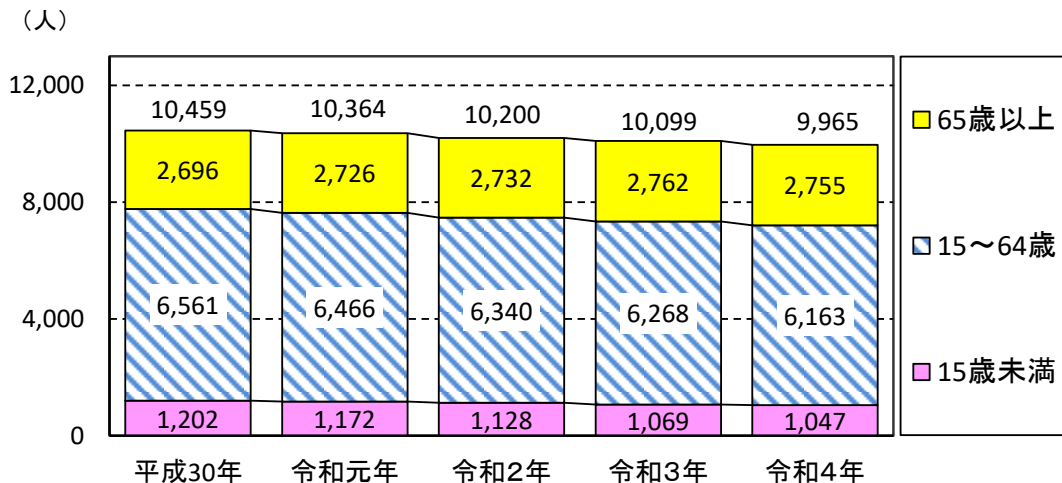 （人）
12,000
10,459 10,364 10,200 10,099 9,965
65歳以上
2,696 2,726 2,732 2,762 2,755
8,000
15～64歳
6,561 6,466 6,340 6,268 6,163
4,000
15歳未満
1,202 1,172 1,128 1,069 1,047
0
平成30年 令和元年 令和２年 令和３年 令和４年